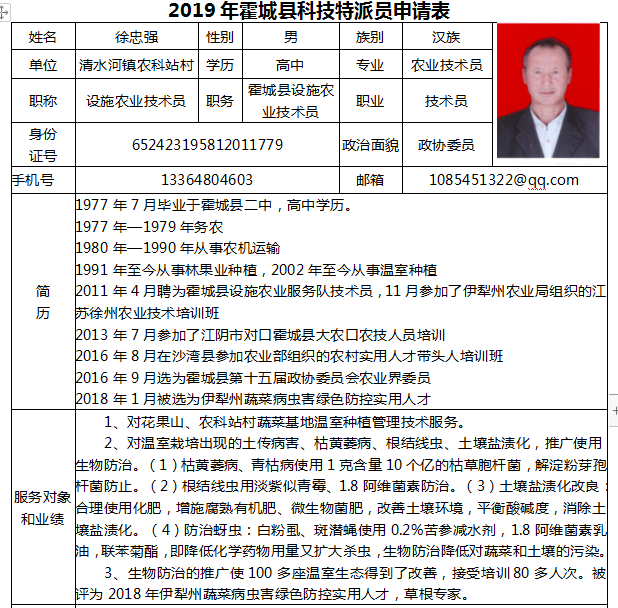 2019年霍城县科技特派员申请表
姓名 徐忠强 性别 男 族别 汉族
单位 清水河镇农科站村 学历 高中 专业 农业技术员
职称 设施农业技术员 职务 霍城县设施农业技术员 职业 技术员
身份证号 652423195812011779 政治面貌 政协委员
手机号 13364804603 邮箱 1085451322@qq.com
简历
1977 年 7 月毕业于霍城县二中，高中学历。
1977 年—1979 年务农
1980 年—1990 年从事农机运输
1991 年至今从事林果业种植，2002 年至今从事温室种植
2011 年 4 月聘为霍城县设施农业服务队技术员，11 月参加了伊犁州农业局组织的江
苏徐州农业技术培训班
2013 年 7 月参加了江阴市对口霍城县大农口农技人员培训
2016 年 8 月在沙湾县参加农业部组织的农村实用人才带头人培训班
2016 年 9 月选为霍城县第十五届政协委员会农业界委员
2018 年 1 月被选为伊犁州蔬菜病虫害绿色防控实用人才
服务对象和业绩
1、对花果山、农科站村蔬菜基地温室种植管理技术服务。
2、对温室栽培出现的土传病害、枯黄萎病、根结线虫、土壤盐渍化，推广使用
生物防治。（1）枯黄萎病、青枯病使用 1 克含量 10 个亿的枯草胞杆菌，解淀粉芽孢
杆菌防止。（2）根结线虫用淡紫似青霉、1.8 阿维菌素防治。（3）土壤盐渍化改良：
合理使用化肥，增施腐熟有机肥、微生物菌肥，改善土壤环境，平衡酸碱度，消除土
壤盐渍化。（4）防治蚜虫：白粉虱、斑潜蝇使用 0.2%苦参减水剂，1.8 阿维菌素乳
油，联苯菊酯，即降低化学药物用量又扩大杀虫，生物防治降低对蔬菜和土壤的污染。
3、生物防治的推广使 100 多座温室生态得到了改善，接受培训 80 多人次。被
评为 2018 年伊犁州蔬菜病虫害绿色防控实用人才，草根专家。